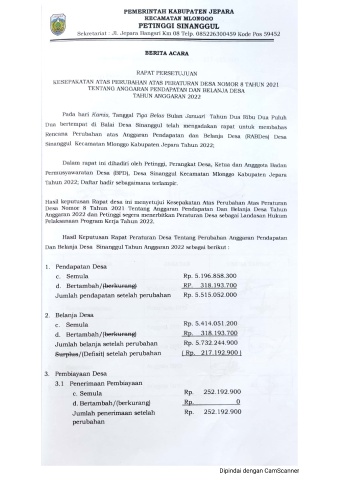 PEMERINTAH KABUPATEN JEPARA
KECAMATAN MLONGGO
PETINGGI SINANGGUL
Sekretariat : Jl. Jepara Bangsri Km 08 Telp. 085226300459 Kode Pos 59452
BERITA ACARA
RAPAT PERSETUJUAN
KESEPAKATAN ATAS PERUBAHAN ATAS PERATURAN DESA NOMOR 8 TAHUN 2021
TENTANG ANGGARAN PENDAPATAN DAN BELANJA DESA
TAHUN ANGGARAN 2022
Pada hari Kamis, Tanggal Tiga Belas Bulan Januari Tahun Dua Ribu Dua Puluh
Dua bertempat di Balai Desa Sinanggul telah mengadakan rapat untuk membahas
Rencana Perubahan atas Anggaran Pendapatan dan Belanja Desa (RABDes) Desa
Sinanggul Kecamatan Mlonggo Kabupaten Jepara Tahun 2022;
Dalam rapat ini dihadiri oleh Petinggi, Perangkat Desa, Ketua dan Anggota Badan
Permusyawaratan Desa (BPD), Desa Sinanggul Kecamatan Mlonggo Kabupaten Jepara
Tahun 2022; Daftar hadir sebagaimana terlampir.
Hasil keputusan Rapat desa ini menyetujui Kesepakatan Atas Perubahan Atas Peraturan
Desa Nomor 8 Tahun 2021 Tentang Anggaran Pendapatan Dan Belanja Desa Tahun
Anggaran 2022 dan Petinggi segera menerbitkan Peraturan Desa sebagai Landasan Hukum
Pelaksanaan Program Kerja Tahun 2022.
Hasil Kesepakatan Rapat Peraturan Desa Tentang Perubahan Anggaran Pendapatan
Dan Belanja Desa Sinanggul Tahun Anggaran 2022 sebagai berikut :
1. Pendapatan Desa
c. Semula Rp. 5.196.858.300
d. Bertambah/(berkurang) RP. 318.193.700
Jumlah pendapatan setelah perubahan Rp. 5.515.052.000
2. Belanja Desa
c. Semula Rp. 5.414.051.200
d. Bertambah/(berkurang) Rp. 318.193.700
Jumlah belanja setelah perubahan Rp. 5.732.244.900
Surplus/(Defisit) setelah perubahan ( Rp. 217.192.900 )
3. Pembiayaan Desa
3.1 Penerimaan Pembiayaan
c. Semula Rp. 252.192.900
d. Bertambah/(berkurang) Rp. 0
Jumlah penerimaan setelah Rp. 252.192.900
perubahan
Dipindai dengan CamScanner